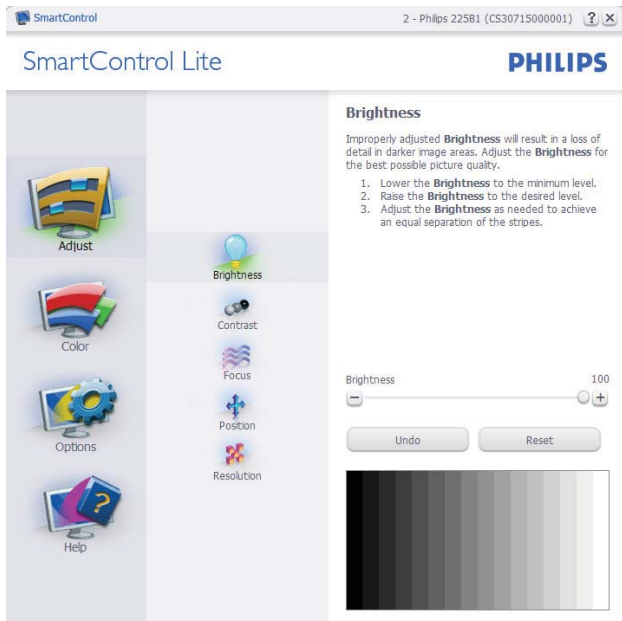 SmartControl
2 - Philips 225B1 (CS30715000001)
?
SmartControl Lite
PHILIPS
Adjust
Color
Options
?
Help
Brightness
Contrast
Focus
Position
Resolution
Brightness
Improperly adjusted Brightness will result in a loss of
detail in darker image areas. Adjust the Brightness for
the best possible picture quality.
1. Lower the Brightness to the minimum level.
2. Raise the Brightness to the desired level.
3. Adjust the Brightness as needed to achieve
an equal separation of the stripes.
Brightness 100
Undo
Reset